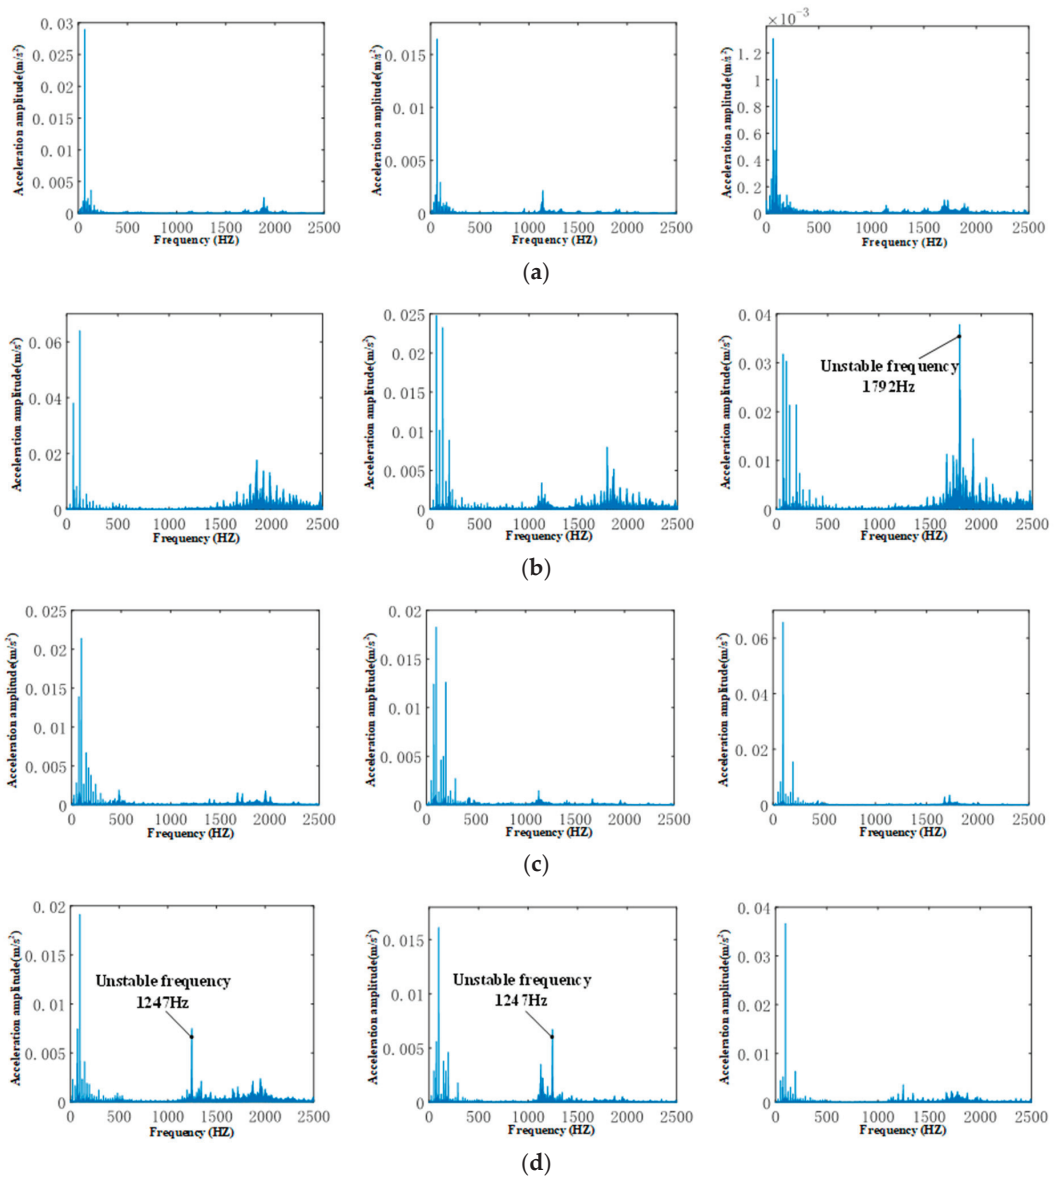 0. 03
0. 025
0. 02
0. 015
0. 01
0. 005
0
Acceleration amplitude(m/s²)
0 500 1000 1500 2000 2500
Frequency (HZ)
0. 015
0. 01
0. 005
0
Acceleration amplitude(m/s²)
0 500 1000 1500 2000 2500
Frequency (HZ)
×10⁻³
1. 2
1
0. 8
0. 6
0. 4
0. 2
0
Acceleration amplitude(m/s²)
0 500 1000 1500 2000 2500
Frequency (HZ)
(a)
0. 06
0. 04
0. 02
0
Acceleration amplitude(m/s²)
0 500 1000 1500 2000 2500
Frequency (HZ)
0. 025
0. 02
0. 015
0. 01
0. 005
0
Acceleration amplitude(m/s²)
0 500 1000 1500 2000 2500
Frequency (HZ)
0. 04
0. 03
0. 02
0. 01
0
Acceleration amplitude(m/s²)
Unstable frequency
1792Hz
0 500 1000 1500 2000 2500
Frequency (HZ)
(b)
0. 025
0. 02
0. 015
0. 01
0. 005
0
Acceleration amplitude(m/s²)
0 500 1000 1500 2000 2500
Frequency (HZ)
0. 02
0. 015
0. 01
0. 005
0
Acceleration amplitude(m/s²)
0 500 1000 1500 2000 2500
Frequency (HZ)
0. 06
0. 04
0. 02
0
Acceleration amplitude(m/s²)
0 500 1000 1500 2000 2500
Frequency (HZ)
(c)
0. 02
0. 015
0. 01
0. 005
0
Acceleration amplitude(m/s²)
Unstable frequency
1247Hz
0 500 1000 1500 2000 2500
Frequency (HZ)
0. 015
0. 01
0. 005
0
Acceleration amplitude(m/s²)
Unstable frequency
1247Hz
0 500 1000 1500 2000 2500
Frequency (HZ)
0. 04
0. 03
0. 02
0. 01
0
Acceleration amplitude(m/s²)
0 500 1000 1500 2000 2500
Frequency (HZ)
(d)